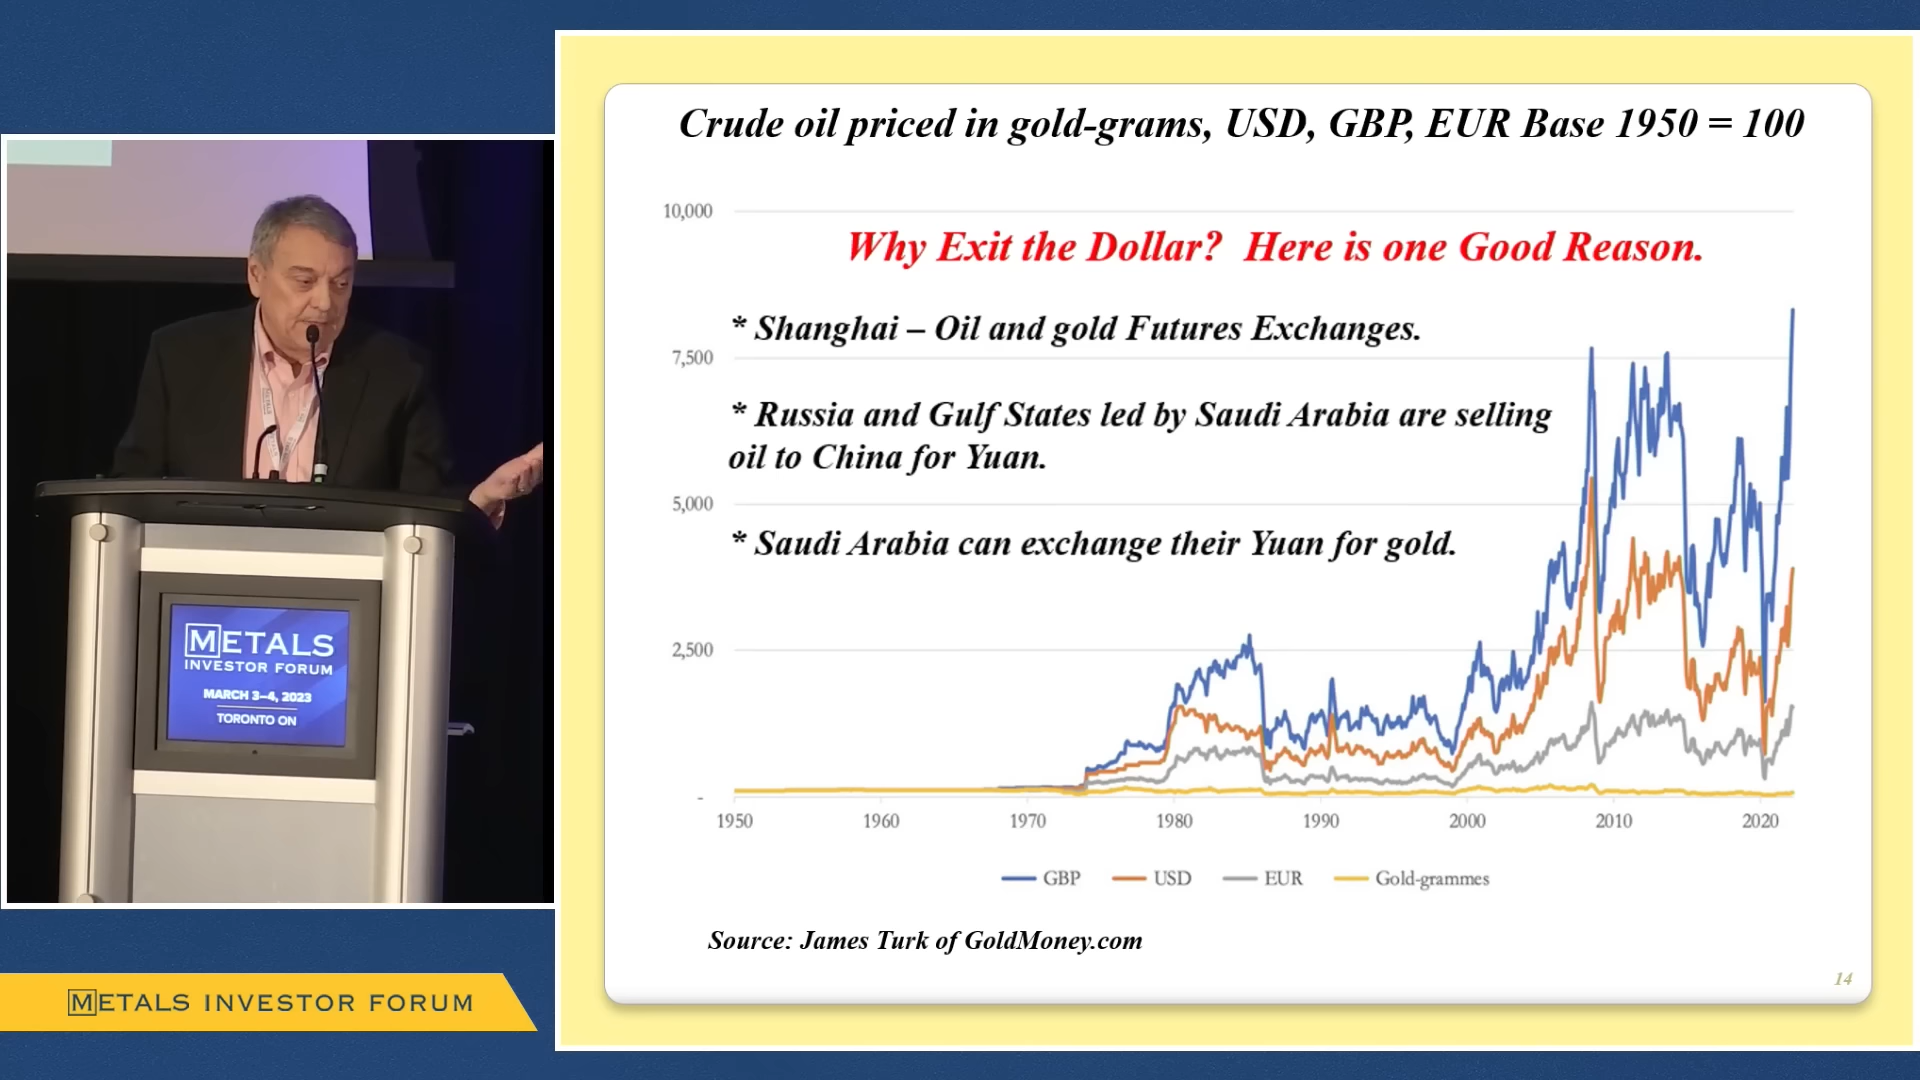 Crude oil priced in gold-grams, USD, GBP, EUR Base 1950 = 100
10,000
Why Exit the Dollar? Here is one Good Reason.
* Shanghai – Oil and gold Futures Exchanges.
7,500
* Russia and Gulf States led by Saudi Arabia are selling
oil to China for Yuan.
5,000
* Saudi Arabia can exchange their Yuan for gold.
2,500
-
1950 1960 1970 1980 1990 2000 2010 2020
GBP USD EUR Gold-grammes
Source: James Turk of GoldMoney.com
14
METALS
INVESTOR FORUM
MARCH 3–4, 2023
TORONTO ON
METALS INVESTOR FORUM